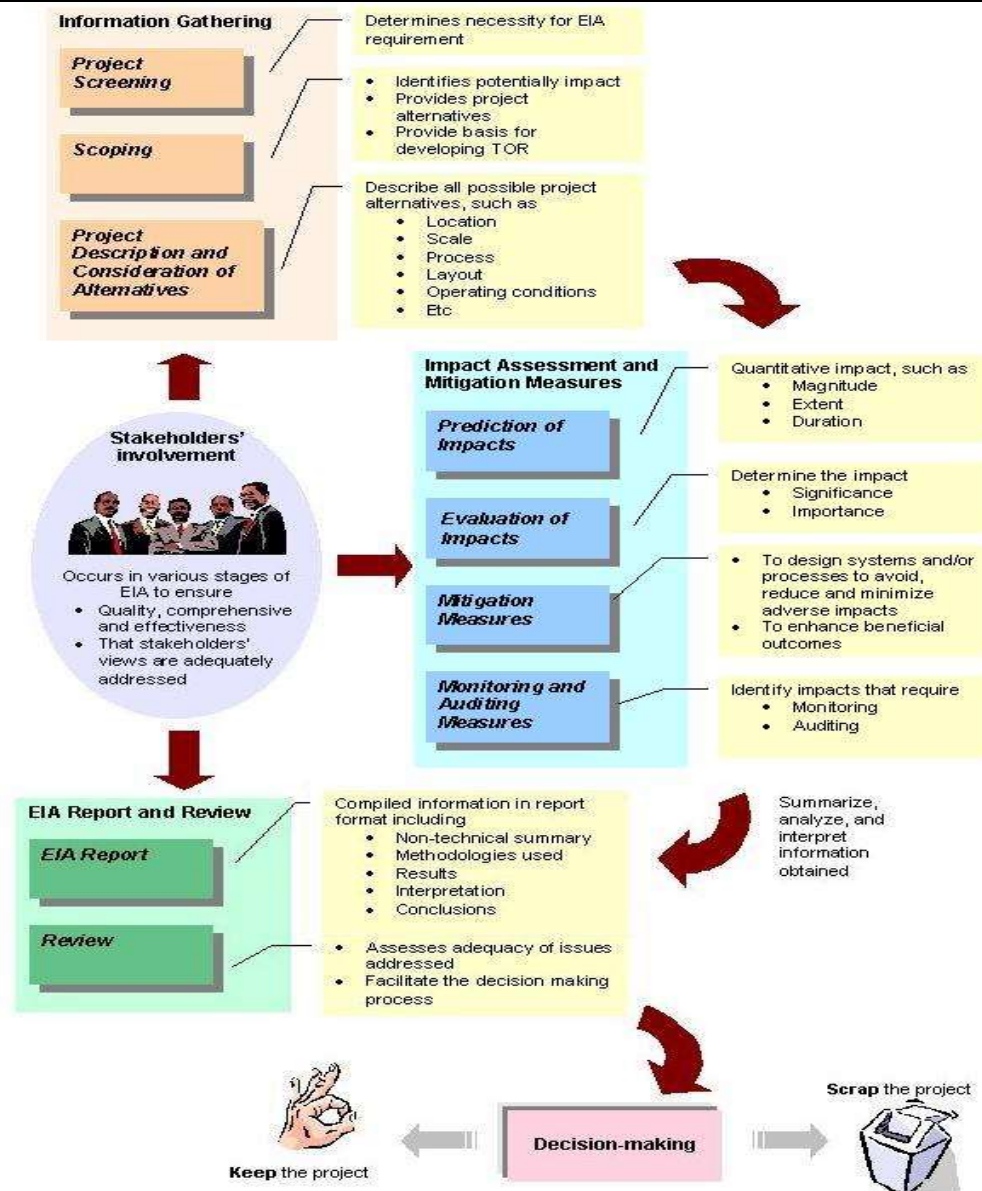 Information Gathering
Project
Screening
Determines necessity for EIA
requirement
Scoping
• Identifies potentially impact
• Provides project
alternatives
• Provide basis for
developing TOR
Project
Description and
Consideration of
Alternatives
Describe all possible project
alternatives, such as
• Location
• Scale
• Process
• Layout
• Operating conditions
• Etc
Stakeholders'
involvement
Occurs in various stages of
EIA to ensure
• Quality, comprehensive
and effectiveness
• That stakeholders'
views are adequately
addressed
Impact Assessment and
Mitigation Measures
Prediction of
Impacts
Quantitative impact, such as
• Magnitude
• Extent
• Duration
Evaluation of
Impacts
Determine the impact
• Significance
• Importance
Mitigation
Measures
• To design systems and/or
processes to avoid,
reduce and minimize
adverse impacts
• To enhance beneficial
outcomes
Monitoring and
Auditing
Measures
Identify impacts that require
• Monitoring
• Auditing
Summarize,
analyze, and
interpret
information
obtained
EIA Report and Review
EIA Report
Compiled information in report
format including
• Non-technical summary
• Methodologies used
• Results
• Interpretation
• Conclusions
Review
• Assesses adequacy of issues
addressed
• Facilitate the decision making
process
Keep the project
Decision-making
Scrap the project